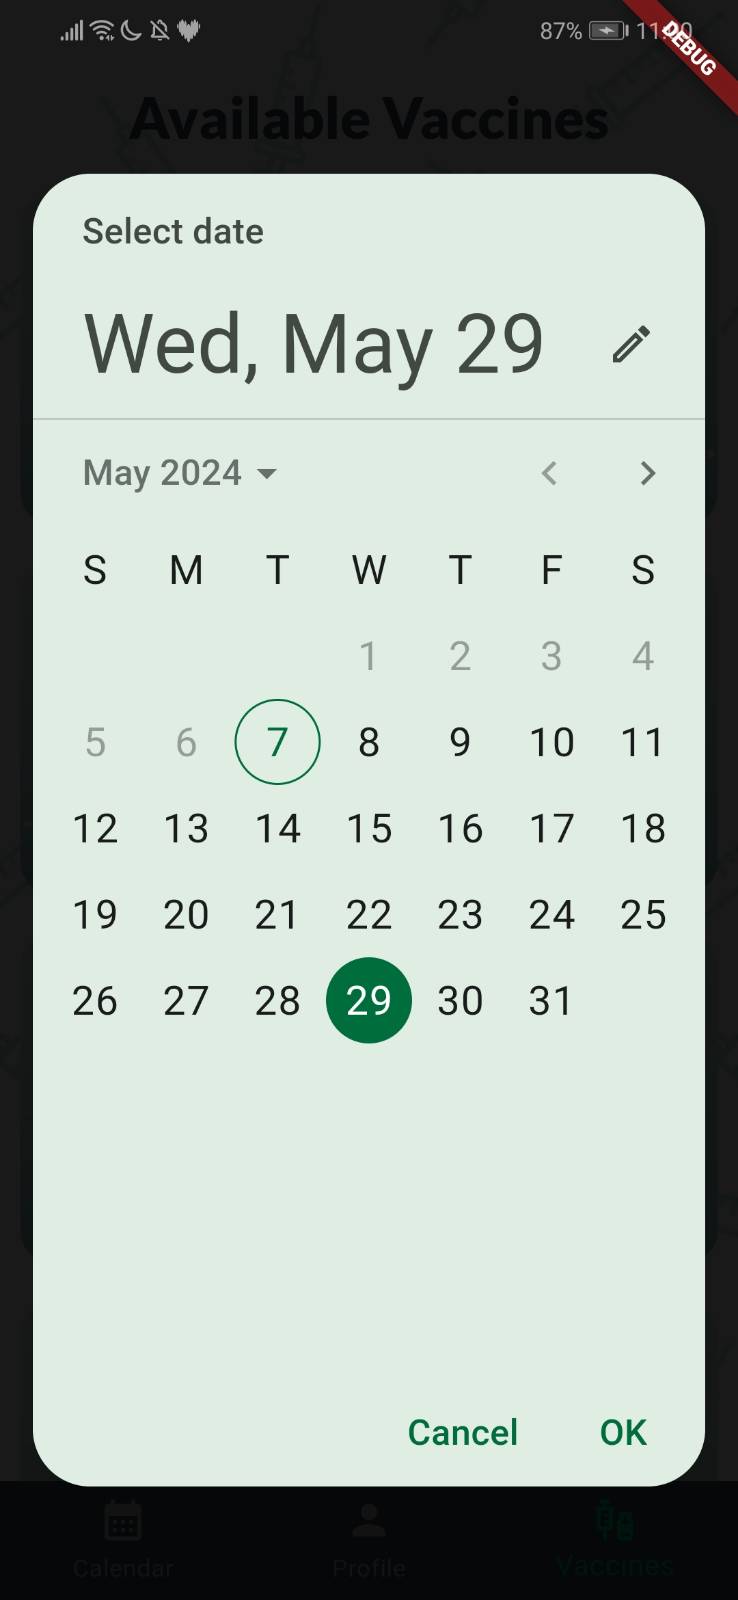 87%
DEBUG
Available Vaccines
Select date
Wed, May 29
May 2024
S M T W T F S
1 2 3 4
5 6 7 8 9 10 11
12 13 14 15 16 17 18
19 20 21 22 23 24 25
26 27 28 29 30 31
Cancel OK
Calendar Profile Vaccines